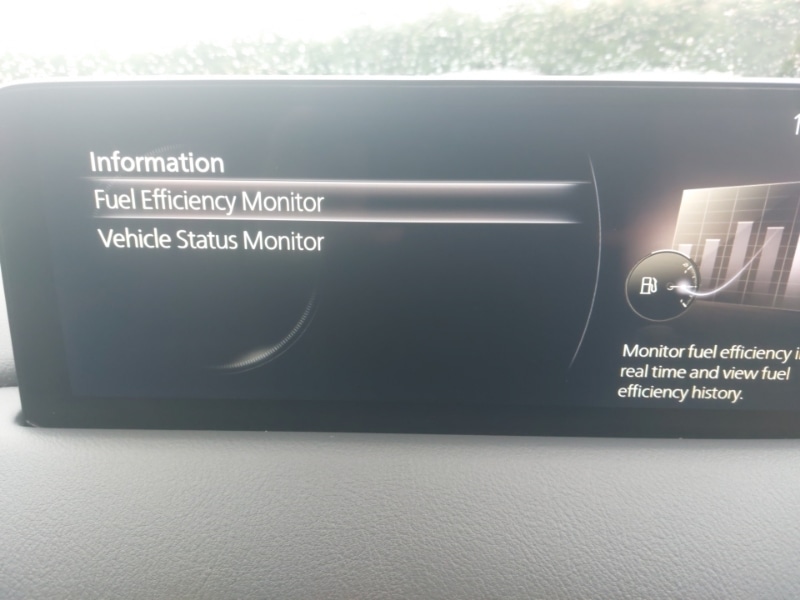 Information
Fuel Efficiency Monitor
Vehicle Status Monitor
Monitor fuel efficiency
real time and view fuel
efficiency history.